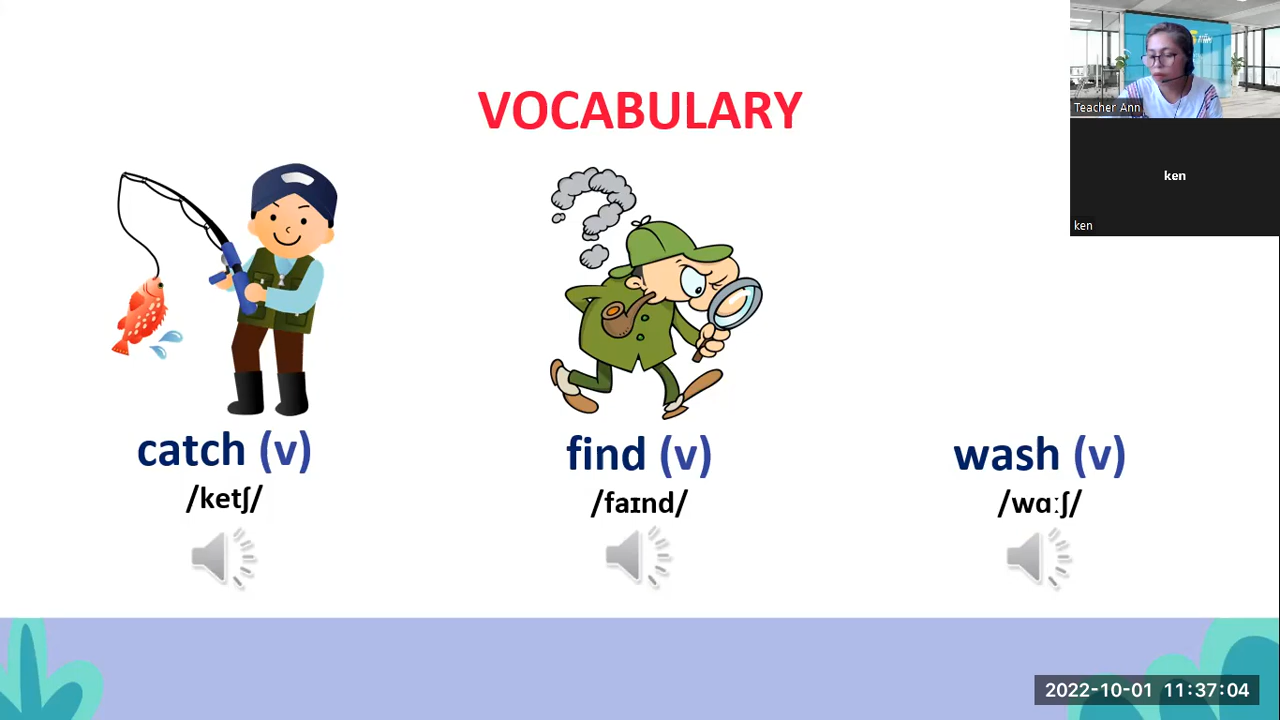 VOCABULARY
catch (v)
/ketʃ/
find (v)
/faɪnd/
wash (v)
/wɑːʃ/
Teacher Ann
ken
ken
2022-10-01 11:37:04